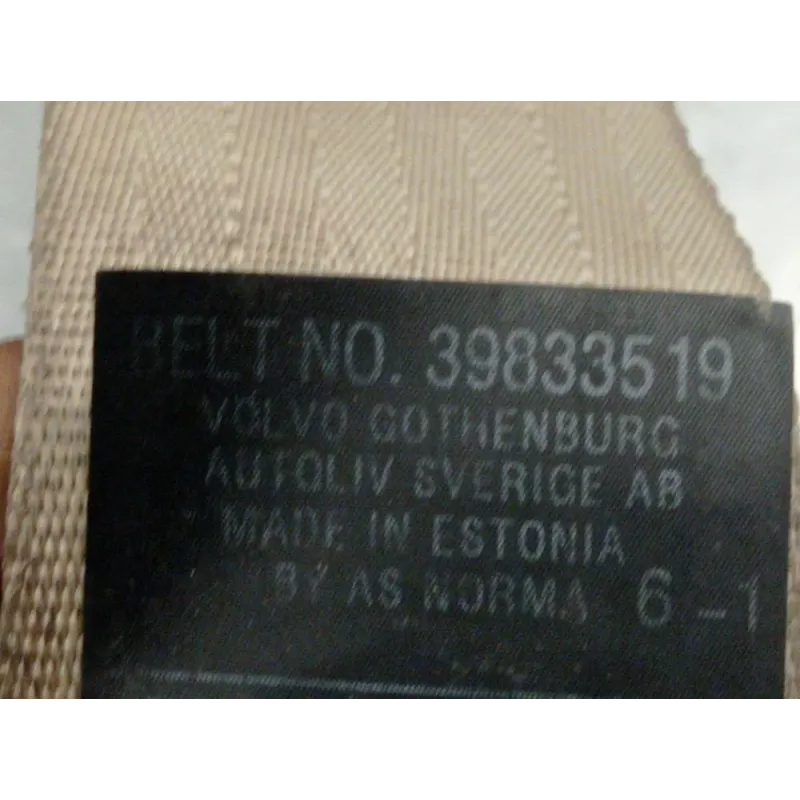 BELT NO. 39833519
VOLVO GOTHENBURG
AUTOLIV SVERIGE AB
MADE IN ESTONIA
BY AS NORMA 6-1